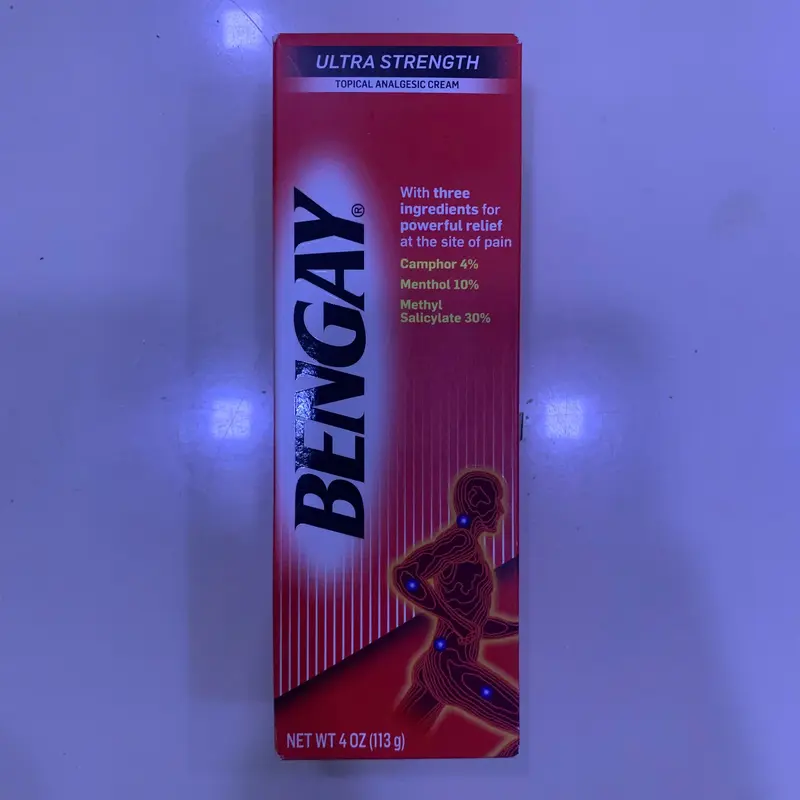 ULTRA STRENGTH
TOPICAL ANALGESIC CREAM
BENGAY®
With three
ingredients for
powerful relief
at the site of pain
Camphor 4%
Menthol 10%
Methyl
Salicylate 30%
NET WT 4 OZ (113 g)